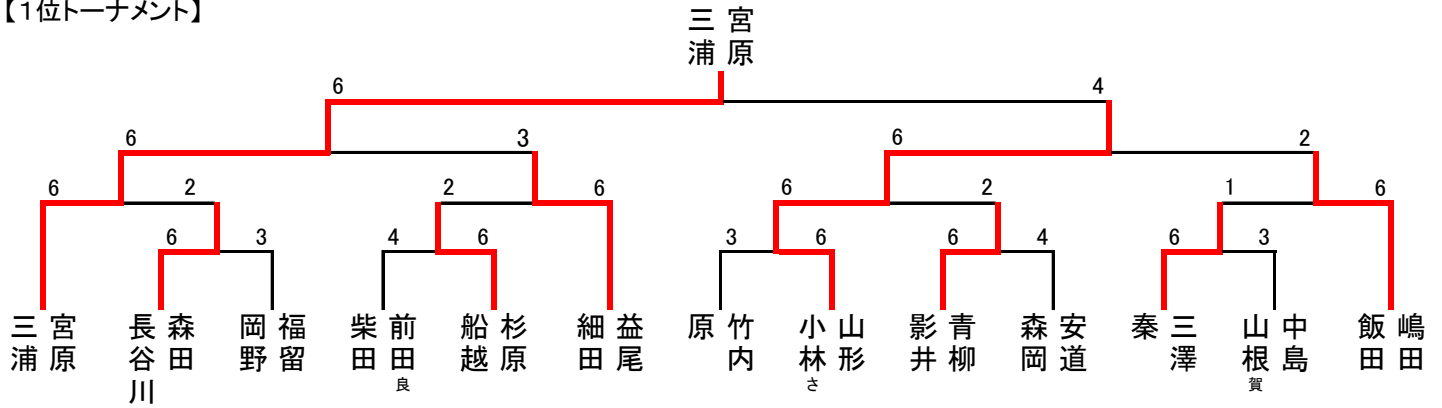 【１位トーナメント】
三浦 宮原
6 4
6 3 6 2
6 2 2 6 6 2 1 6
6 3 4 6 3 6 6 4 6 3
三浦 宮原
長谷川 森田
岡野 福留
柴田 前田良
船越 杉原
細田 益尾
原 竹内
小林さ 山形
影井 青柳
森岡 安道
秦 三澤
山根賀 中島
飯田 嶋田